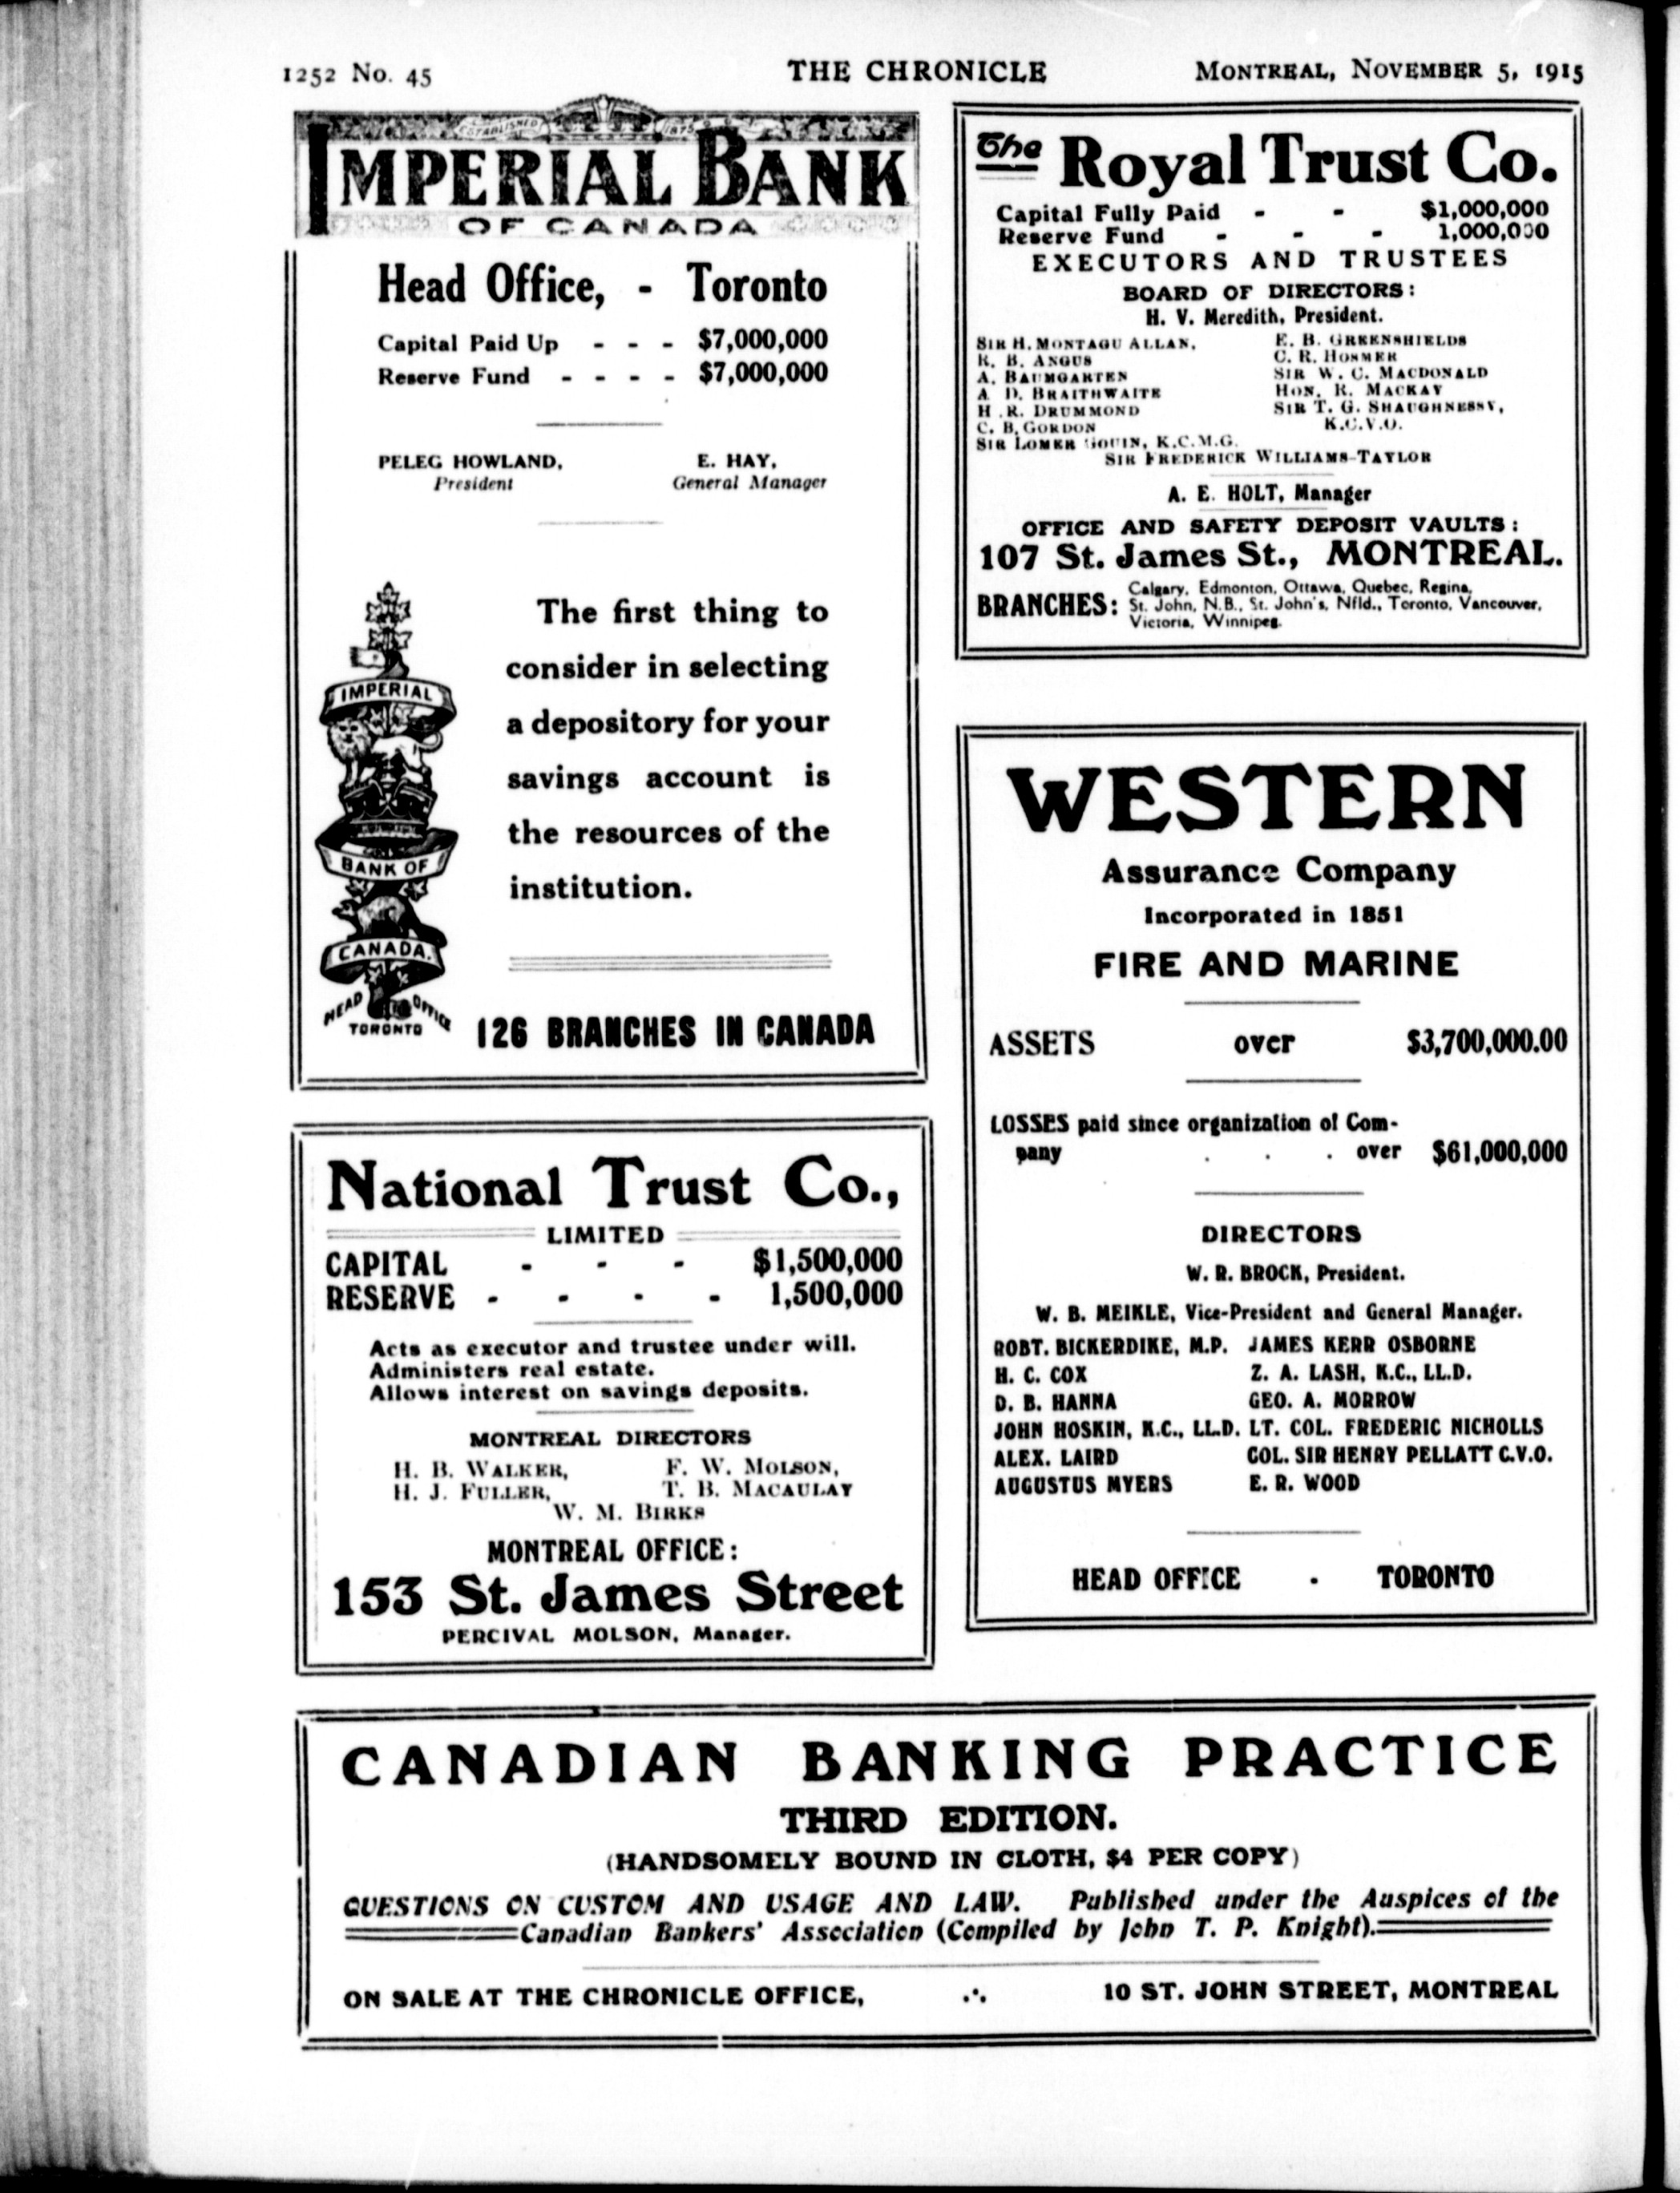 1252 No. 45 THE CHRONICLE MONTREAL, NOVEMBER 5, 1915
ESTABLISHED 1875
IMPERIAL BANK
OF CANADA
Head Office, - Toronto
Capital Paid Up - - - $7,000,000
Reserve Fund - - - - $7,000,000
PELEG HOWLAND, E. HAY,
President General Manager
IMPERIAL
BANK OF
CANADA.
HEAD OFFICE
TORONTO
The first thing to
consider in selecting
a depository for your
savings account is
the resources of the
institution.
126 BRANCHES IN CANADA
National Trust Co.,
LIMITED
CAPITAL - - - $1,500,000
RESERVE - - - - 1,500,000
Acts as executor and trustee under will.
Administers real estate.
Allows interest on savings deposits.
MONTREAL DIRECTORS
H. B. WALKER, F. W. MOLSON,
H. J. FULLER, T. B. MACAULAY
W. M. BIRKS
MONTREAL OFFICE:
153 St. James Street
PERCIVAL MOLSON, Manager.
The Royal Trust Co.
Capital Fully Paid - - $1,000,000
Reserve Fund - - - 1,000,000
EXECUTORS AND TRUSTEES
BOARD OF DIRECTORS:
H. V. Meredith, President.
SIR H. MONTAGU ALLAN, E. B. GREENSHIELDS
R. B. ANGUS C. R. HOSMER
A. BAUMGARTEN SIR W. C. MACDONALD
A. D. BRAITHWAITE HON. R. MACKAY
H. R. DRUMMOND SIR T. G. SHAUGHNESSY,
C. B. GORDON K.C.V.O.
SIR LOMER GOUIN, K.C.M.G.
SIR FREDERICK WILLIAMS-TAYLOR
A. E. HOLT, Manager
OFFICE AND SAFETY DEPOSIT VAULTS:
107 St. James St., MONTREAL.
BRANCHES: Calgary, Edmonton, Ottawa, Quebec, Regina,
St. John, N.B., St. John's, Nfld., Toronto, Vancouver,
Victoria, Winnipeg.
WESTERN
Assurance Company
Incorporated in 1851
FIRE AND MARINE
ASSETS over $3,700,000.00
LOSSES paid since organization of Com-
pany . . . over $61,000,000
DIRECTORS
W. R. BROCK, President.
W. B. MEIKLE, Vice-President and General Manager.
ROBT. BICKERDIKE, M.P. JAMES KERR OSBORNE
H. C. COX Z. A. LASH, K.C., LL.D.
D. B. HANNA GEO. A. MORROW
JOHN HOSKIN, K.C., LL.D. LT. COL. FREDERIC NICHOLLS
ALEX. LAIRD COL. SIR HENRY PELLATT C.V.O.
AUGUSTUS MYERS E. R. WOOD
HEAD OFFICE - TORONTO
CANADIAN BANKING PRACTICE
THIRD EDITION.
(HANDSOMELY BOUND IN CLOTH, $4 PER COPY)
QUESTIONS ON CUSTOM AND USAGE AND LAW. Published under the Auspices of the
Canadian Bankers' Association (Compiled by John T. P. Knight).
ON SALE AT THE CHRONICLE OFFICE, ∴ 10 ST. JOHN STREET, MONTREAL